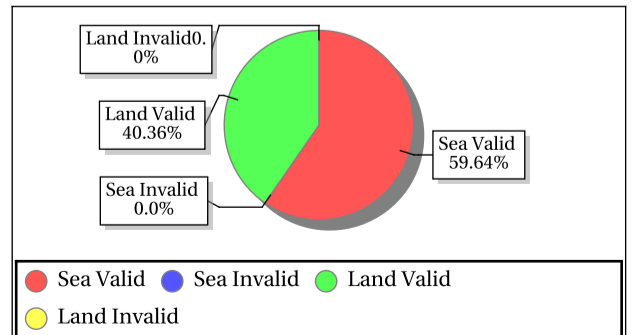 Land Invalid0.
0%
Land Valid
40.36%
Sea Valid
59.64%
Sea Invalid
0.0%
Sea Valid Sea Invalid Land Valid
Land Invalid